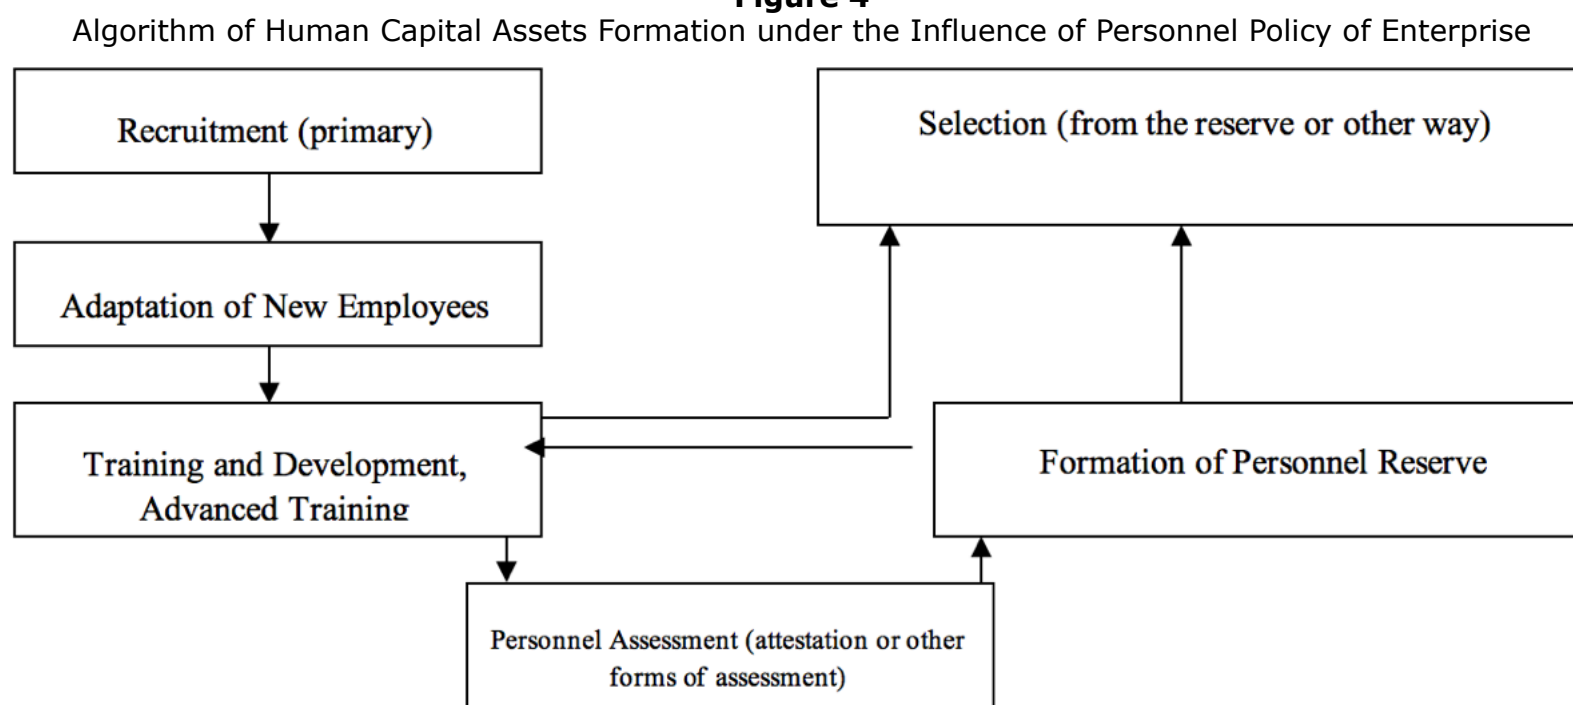 Figure 4
Algorithm of Human Capital Assets Formation under the Influence of Personnel Policy of Enterprise
Recruitment (primary)
Selection (from the reserve or other way)
Adaptation of New Employees
Training and Development,
Advanced Training
Formation of Personnel Reserve
Personnel Assessment (attestation or other
forms of assessment)